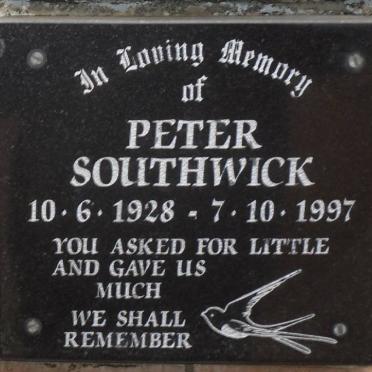 In Loving Memory
of
PETER
SOUTHWICK
10 · 6 · 1928 - 7 · 10 · 1997
YOU ASKED FOR LITTLE
AND GAVE US
MUCH
WE SHALL
REMEMBER